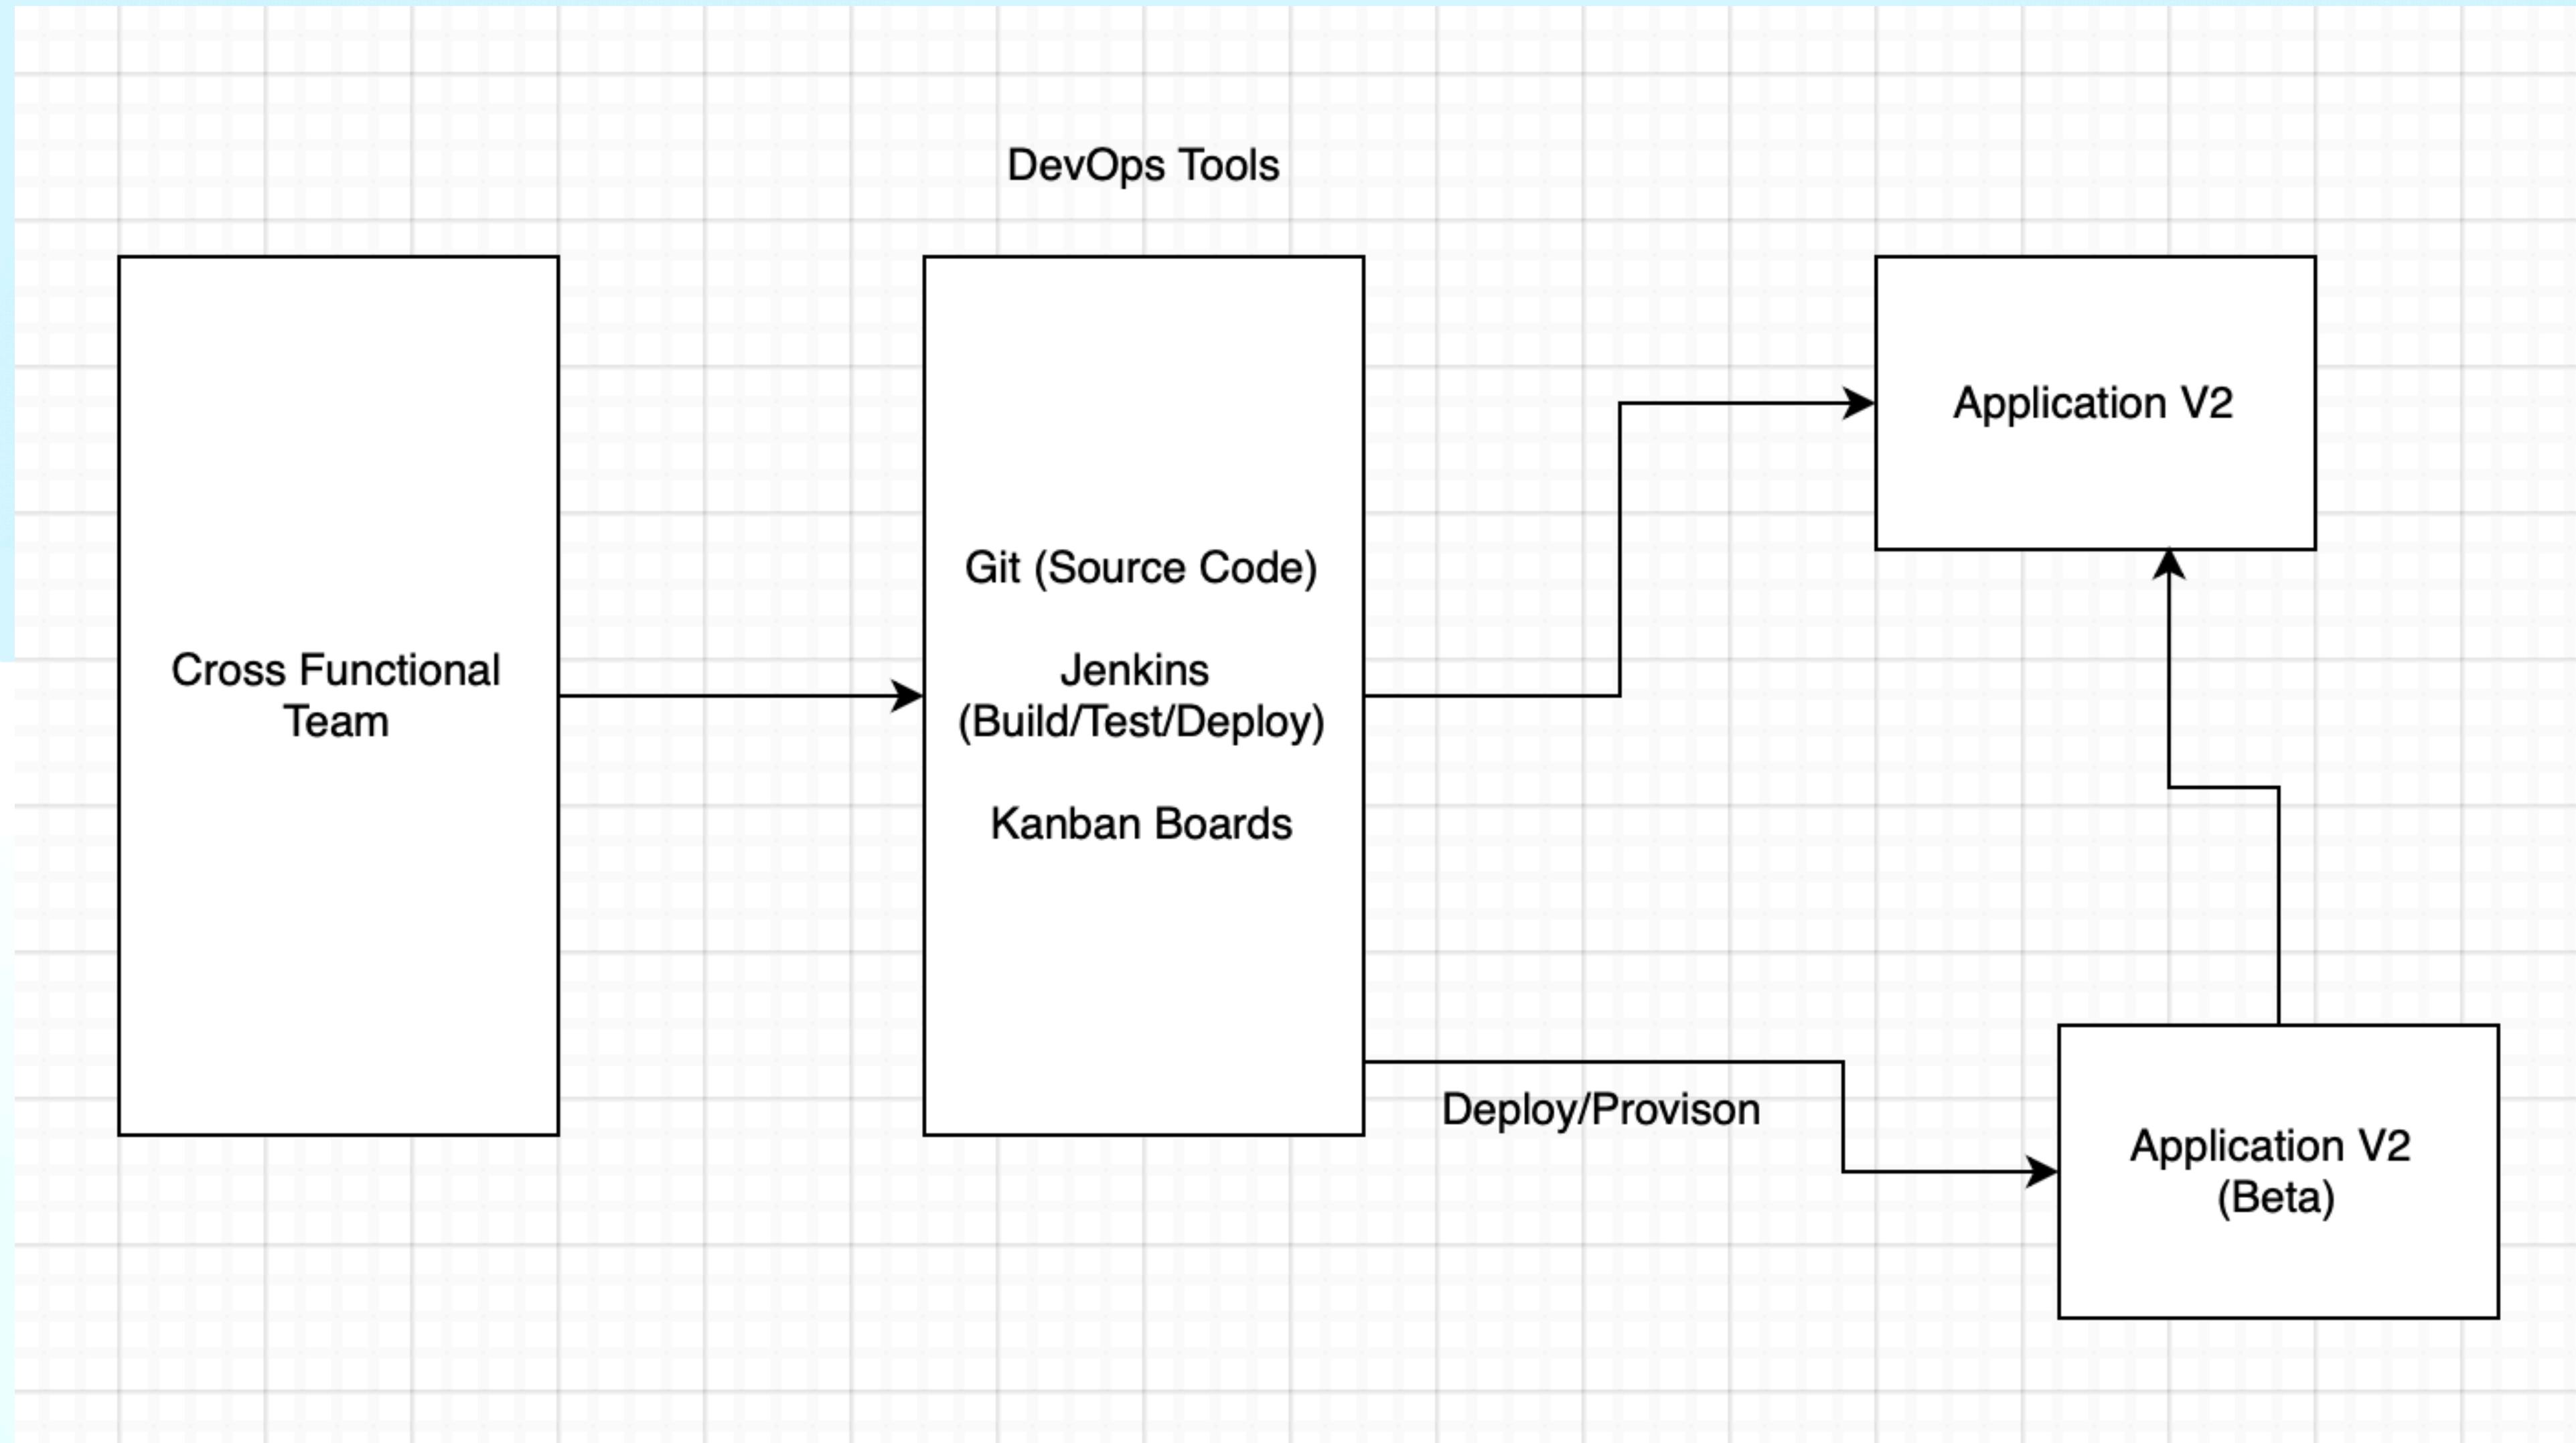 DevOps Tools
Cross Functional
Team
Git (Source Code)
Jenkins
(Build/Test/Deploy)
Kanban Boards
Application V2
Deploy/Provison
Application V2
(Beta)